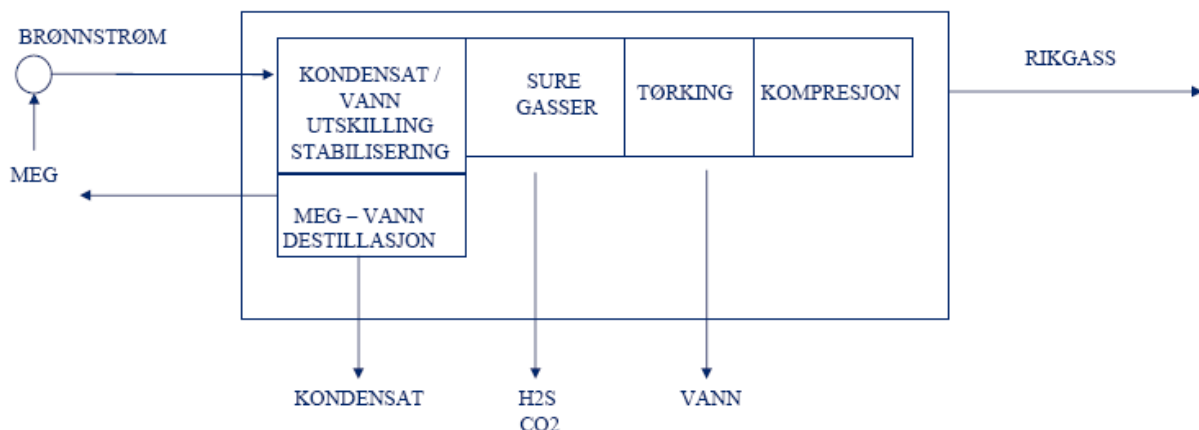 BRØNNSTRØM
MEG
KONDENSAT /
VANN
UTSKILLING
STABILISERING
MEG – VANN
DESTILLASJON
SURE
GASSER
TØRKING
KOMPRESJON
RIKGASS
KONDENSAT
H2S
CO2
VANN